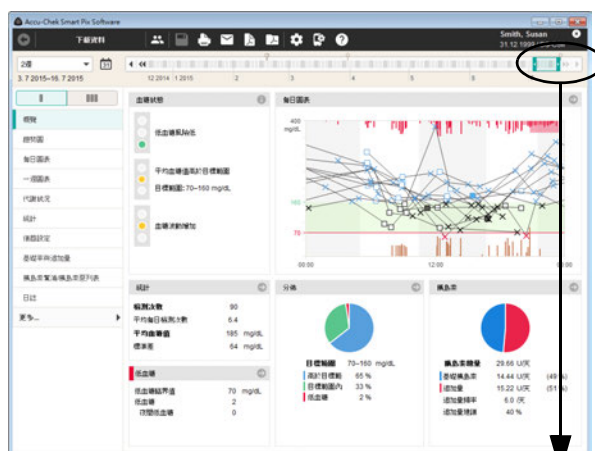 Accu-Chek Smart Pix Software
下載資料
Smith, Susan
31.12.1999
2週
3. 7 2015–16. 7 2015
31
12 2014
1 2015
2
3
概覽
趨勢圖
每日圖表
一週圖表
代謝狀況
統計
儀器設定
基礎率與追加量
胰島素幫浦/胰島素歷列表
日誌
更多...
血糖狀態
低血糖風險低
平均血糖值高於目標範圍
目標範圍: 70–160 mg/dL
血糖波動增加
每日圖表
400
mg/dL
160
70
00:00
12:00
統計
檢測次數 90
平均每日檢測次數 6.4
平均血糖值 185 mg/dL
標準差 64 mg/dL
低血糖
低血糖臨界值 70 mg/dL
低血糖 2
夜間低血糖 0
分佈
目標範圍 70–160 mg/dL
高於目標範 65 %
目標範圍內 33 %
低血糖 2 %
胰島素
胰島素總量 29.66 U/天
基礎胰島素 14.44 U/天 (49 %)
追加量 15.22 U/天 (51 %)
追加量頻率 6.0 /天
追加量現譯 40 %